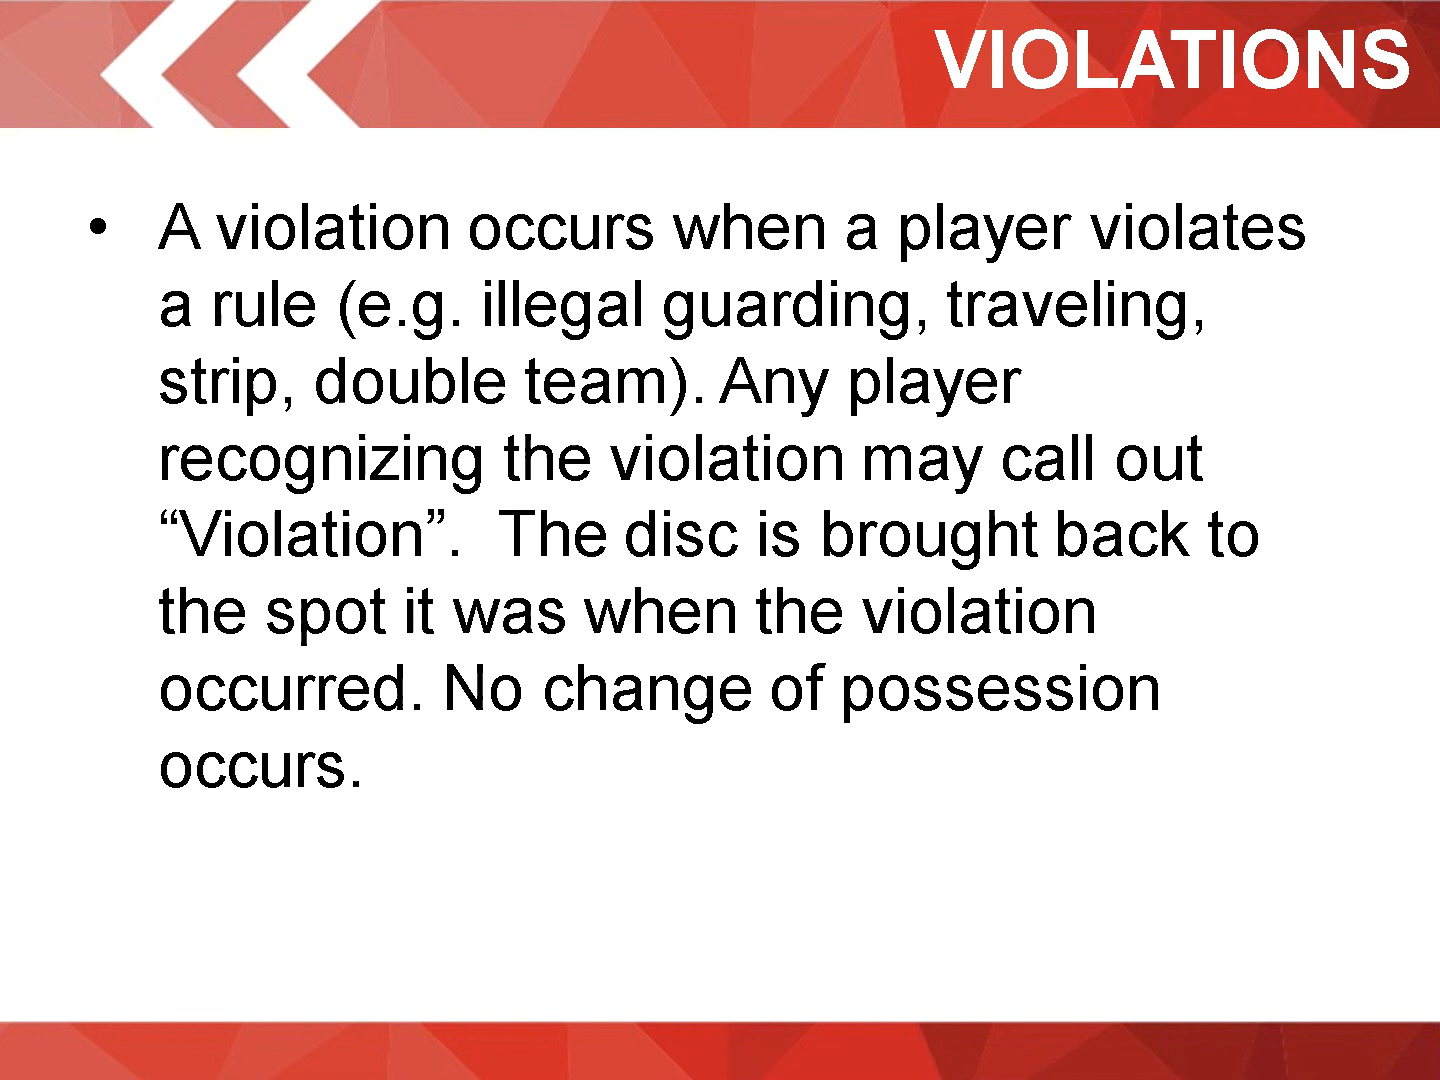 VIOLATIONS
• A violation occurs when a player violates
a rule (e.g. illegal guarding, traveling,
strip, double team). Any player
recognizing the violation may call out
“Violation”.  The disc is brought back to
the spot it was when the violation
occurred. No change of possession
occurs.